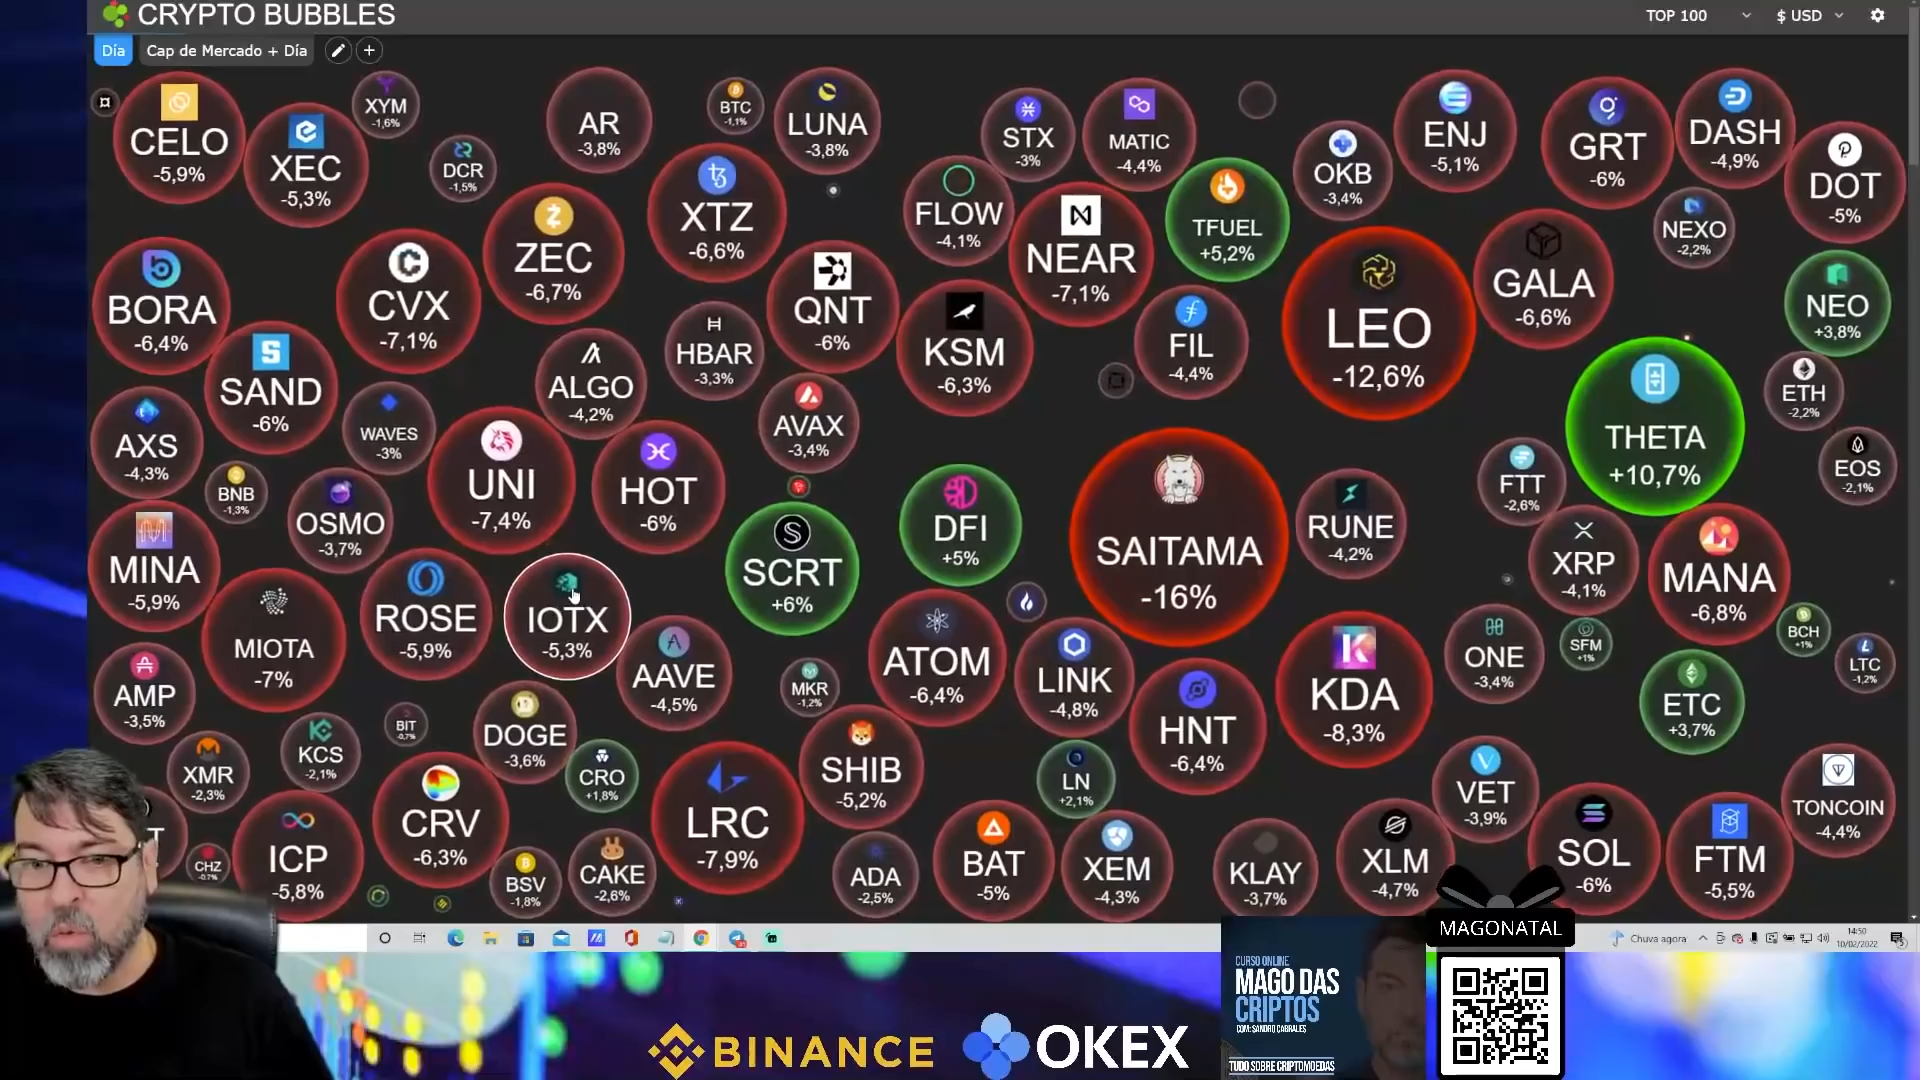 CRYPTO BUBBLES
TOP 100
$ USD
Día
Cap de Mercado + Día
CELO
-5,9%
XEC
-5,3%
XYM
-1,6%
DCR
-1,5%
AR
-3,8%
BTC
-1,1%
LUNA
-3,8%
STX
-3%
MATIC
-4,4%
OKB
-3,4%
ENJ
-5,1%
GRT
-6%
DASH
-4,9%
DOT
-5%
ZEC
-6,7%
XTZ
-6,6%
FLOW
-4,1%
NEAR
-7,1%
TFUEL
+5,2%
NEXO
-2,2%
BORA
-6,4%
CVX
-7,1%
HBAR
-3,3%
QNT
-6%
KSM
-6,3%
FIL
-4,4%
LEO
-12,6%
GALA
-6,6%
NEO
+3,8%
SAND
-6%
ALGO
-4,2%
AVAX
-3,4%
ETH
-2,2%
AXS
-4,3%
WAVES
-3%
THETA
+10,7%
EOS
-2,1%
BNB
-1,3%
OSMO
-3,7%
UNI
-7,4%
HOT
-6%
DFI
+5%
SAITAMA
-16%
RUNE
-4,2%
FTT
-2,6%
MINA
-5,9%
SCRT
+6%
XRP
-4,1%
MANA
-6,8%
MIOTA
-7%
ROSE
-5,9%
IOTX
-5,3%
AAVE
-4,5%
ATOM
-6,4%
LINK
-4,8%
KDA
-8,3%
ONE
-3,4%
SFM
+1%
BCH
+1%
LTC
-1,2%
AMP
-3,5%
MKR
-1,2%
HNT
-6,4%
ETC
+3,7%
XMR
-2,3%
KCS
-2,1%
BIT
-0,7%
DOGE
-3,6%
CRO
+1,8%
SHIB
-5,2%
LN
+2,1%
VET
-3,9%
TONCOIN
-4,4%
T
CHZ
-0,7%
ICP
-5,8%
CRV
-6,3%
BSV
-1,8%
CAKE
-2,6%
LRC
-7,9%
ADA
-2,5%
BAT
-5%
XEM
-4,3%
KLAY
-3,7%
XLM
-4,7%
SOL
-6%
FTM
-5,5%
MAGONATAL
Chuva agora
14:50
10/02/2022
CURSO ONLINE
MAGO DAS
CRIPTOS
COM: SANDRO CABRALES
TUDO SOBRE CRIPTOMOEDAS
BINANCE
OKEX